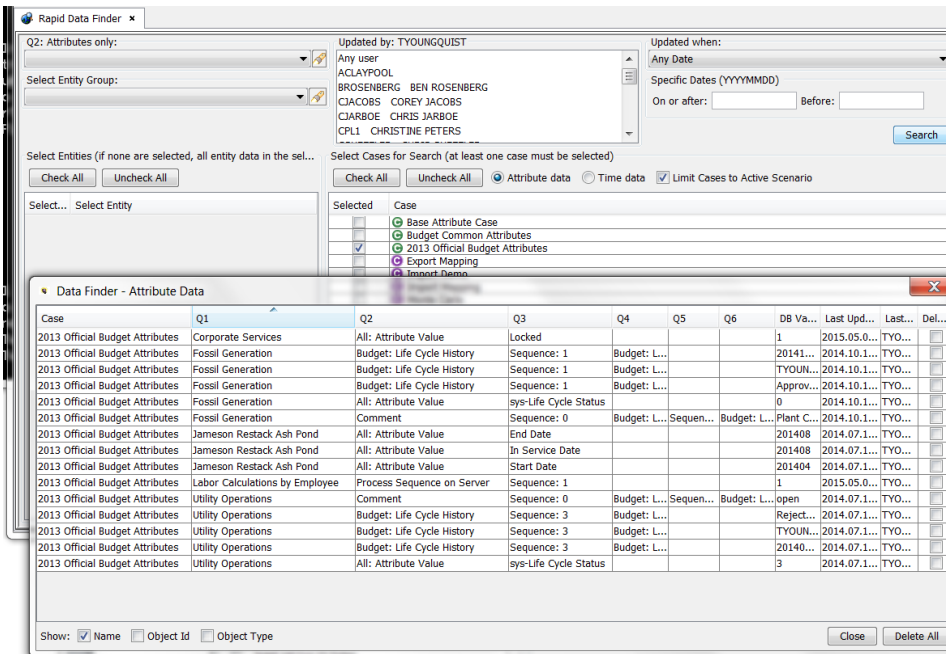 Rapid Data Finder ×
Q2: Attributes only:
Updated by: TYOUNGQUIST
Updated when:
Any user
ACLAYPOOL
BROSENBERG BEN ROSENBERG
CJACOBS COREY JACOBS
CJARBOE CHRIS JARBOE
CPL1 CHRISTINE PETERS
Any Date
Select Entity Group:
Specific Dates (YYYYMMDD)
On or after: Before:
Search
Select Entities (if none are selected, all entity data in the sel...
Select Cases for Search (at least one case must be selected)
Check All Uncheck All
Check All Uncheck All Attribute data Time data Limit Cases to Active Scenario
Select... Select Entity
Selected Case
Base Attribute Case
Budget Common Attributes
2013 Official Budget Attributes
Export Mapping
Import Demo
Data Finder - Attribute Data X
Case Q1 Q2 Q3 Q4 Q5 Q6 DB Va... Last Upd... Last... Del...
2013 Official Budget Attributes Corporate Services All: Attribute Value Locked 1 2015.05.0... TYO...
2013 Official Budget Attributes Fossil Generation Budget: Life Cycle History Sequence: 1 Budget: L... 20141... 2014.10.1... TYO...
2013 Official Budget Attributes Fossil Generation Budget: Life Cycle History Sequence: 1 Budget: L... TYOUN... 2014.10.1... TYO...
2013 Official Budget Attributes Fossil Generation Budget: Life Cycle History Sequence: 1 Budget: L... Approv... 2014.10.1... TYO...
2013 Official Budget Attributes Fossil Generation All: Attribute Value sys-Life Cycle Status 0 2014.10.1... TYO...
2013 Official Budget Attributes Fossil Generation Comment Sequence: 0 Budget: L... Sequen... Budget: L... Plant C... 2014.10.1... TYO...
2013 Official Budget Attributes Jameson Restack Ash Pond All: Attribute Value End Date 201408 2014.07.1... TYO...
2013 Official Budget Attributes Jameson Restack Ash Pond All: Attribute Value In Service Date 201408 2014.07.1... TYO...
2013 Official Budget Attributes Jameson Restack Ash Pond All: Attribute Value Start Date 201404 2014.07.1... TYO...
2013 Official Budget Attributes Labor Calculations by Employee Process Sequence on Server Sequence: 1 1 2015.05.0... TYO...
2013 Official Budget Attributes Utility Operations Comment Sequence: 0 Budget: L... Sequen... Budget: L... open 2014.07.1... TYO...
2013 Official Budget Attributes Utility Operations Budget: Life Cycle History Sequence: 3 Budget: L... Reject... 2014.07.1... TYO...
2013 Official Budget Attributes Utility Operations Budget: Life Cycle History Sequence: 3 Budget: L... TYOUN... 2014.07.1... TYO...
2013 Official Budget Attributes Utility Operations Budget: Life Cycle History Sequence: 3 Budget: L... 20140... 2014.07.1... TYO...
2013 Official Budget Attributes Utility Operations All: Attribute Value sys-Life Cycle Status 3 2014.07.1... TYO...
Show: Name Object Id Object Type
Close Delete All